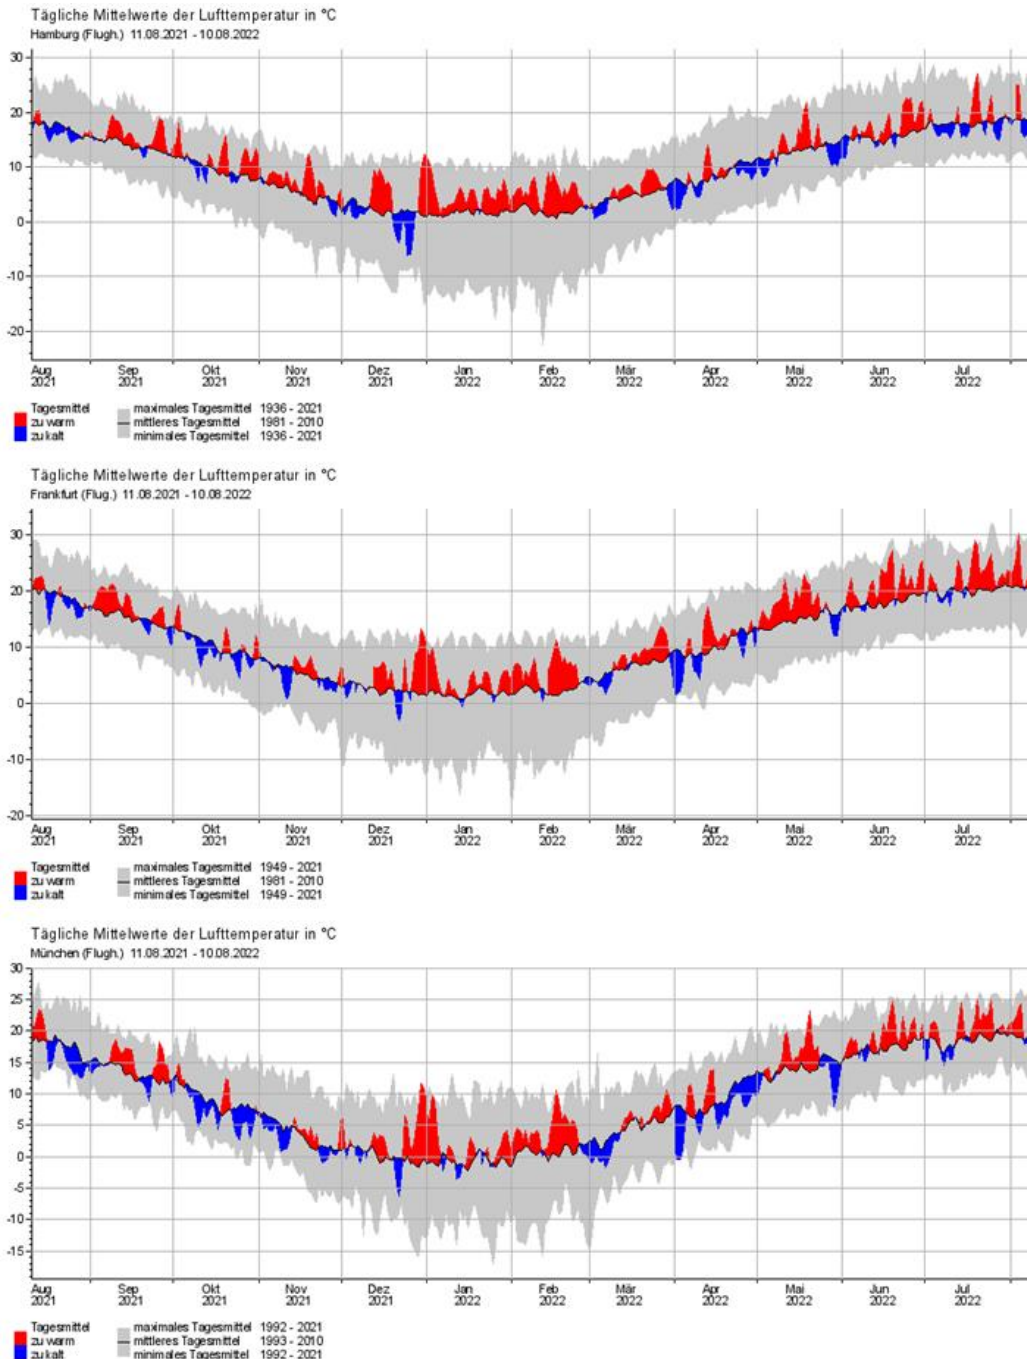 Tägliche Mittelwerte der Lufttemperatur in °C
Hamburg (Flugh.) 11.08.2021 - 10.08.2022
30
20
10
0
-10
-20
Aug Sep Okt Nov Dez Jan Feb Mär Apr Mai Jun Jul
2021 2021 2021 2021 2021 2022 2022 2022 2022 2022 2022 2022
Tagesmittel maximales Tagesmittel 1936 - 2021
zu warm mittleres Tagesmittel 1981 - 2010
zu kalt minimales Tagesmittel 1936 - 2021
Tägliche Mittelwerte der Lufttemperatur in °C
Frankfurt (Flug.) 11.08.2021 - 10.08.2022
30
20
10
0
-10
-20
Aug Sep Okt Nov Dez Jan Feb Mär Apr Mai Jun Jul
2021 2021 2021 2021 2021 2022 2022 2022 2022 2022 2022 2022
Tagesmittel maximales Tagesmittel 1949 - 2021
zu warm mittleres Tagesmittel 1981 - 2010
zu kalt minimales Tagesmittel 1949 - 2021
Tägliche Mittelwerte der Lufttemperatur in °C
München (Flugh.) 11.08.2021 - 10.08.2022
30
25
20
15
10
5
0
-5
-10
-15
Aug Sep Okt Nov Dez Jan Feb Mär Apr Mai Jun Jul
2021 2021 2021 2021 2021 2022 2022 2022 2022 2022 2022 2022
Tagesmittel maximales Tagesmittel 1992 - 2021
zu warm mittleres Tagesmittel 1993 - 2010
zu kalt minimales Tagesmittel 1992 - 2021